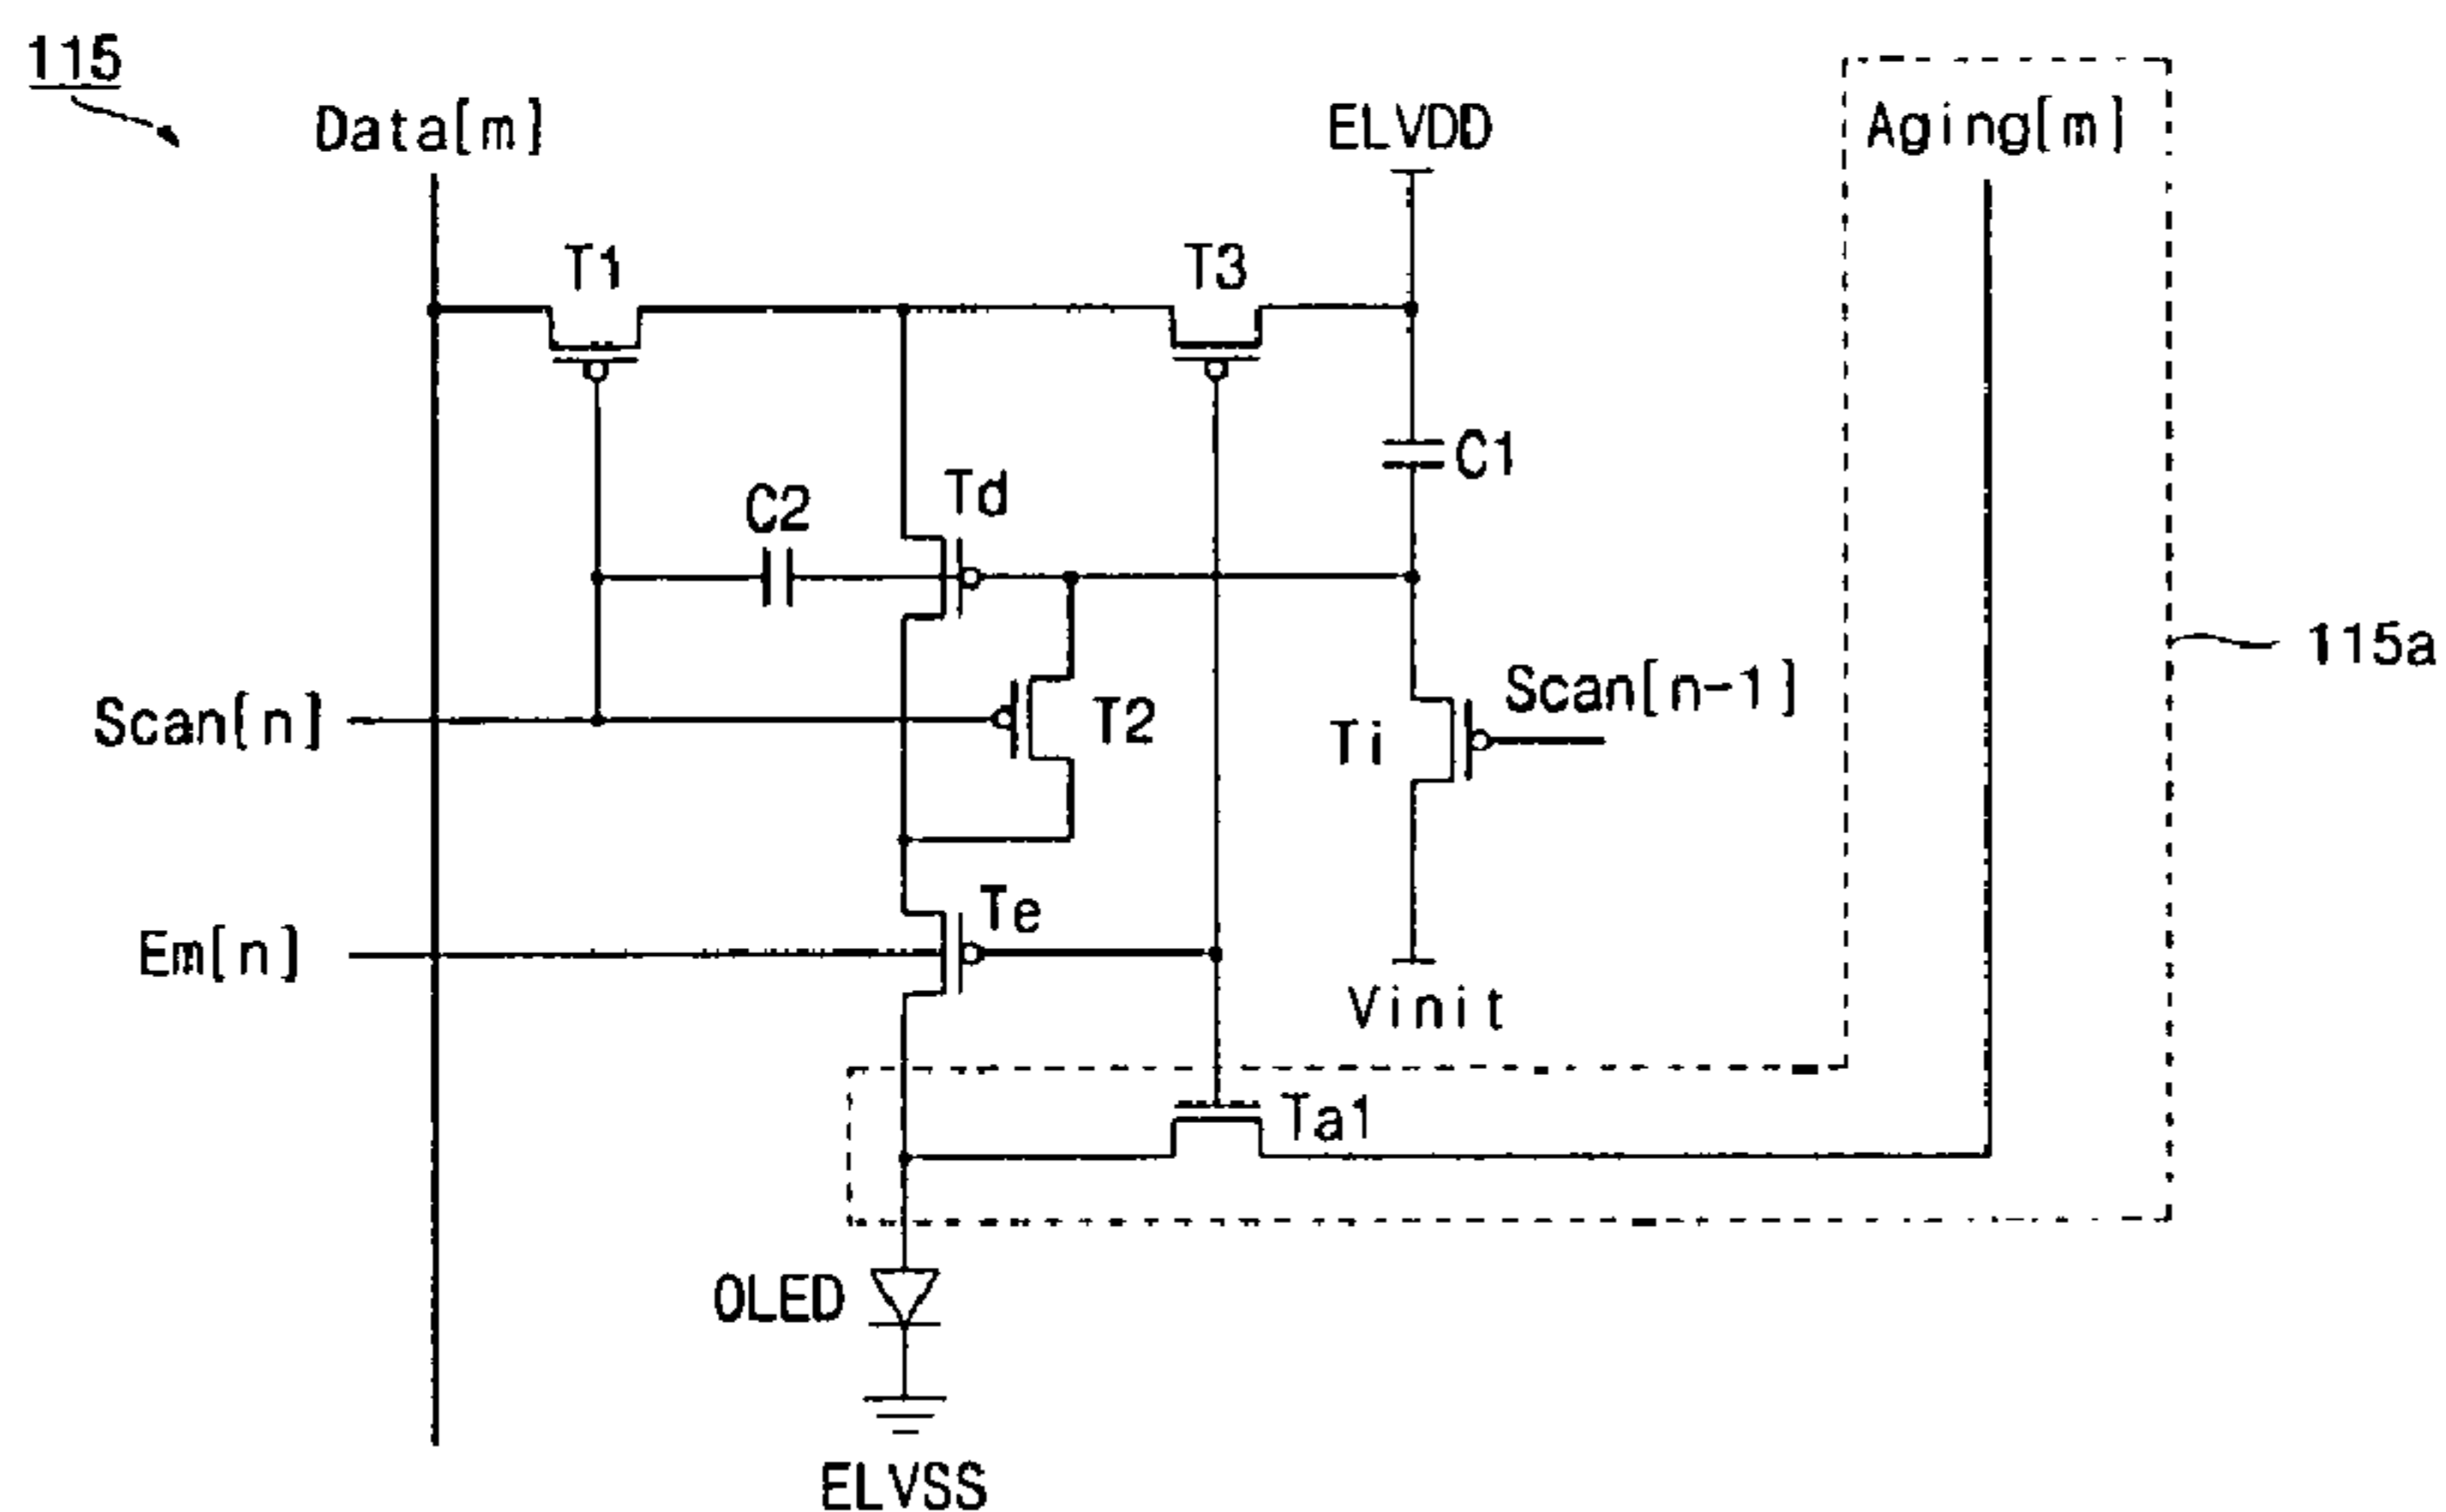 115
Data[m]
ELVDD
Aging[m]
T1
T3
C1
Td
C2
115a
Scan[n]
T2
Scan[n-1]
Ti
Te
Em[n]
Vinit
Ta1
OLED
ELVSS